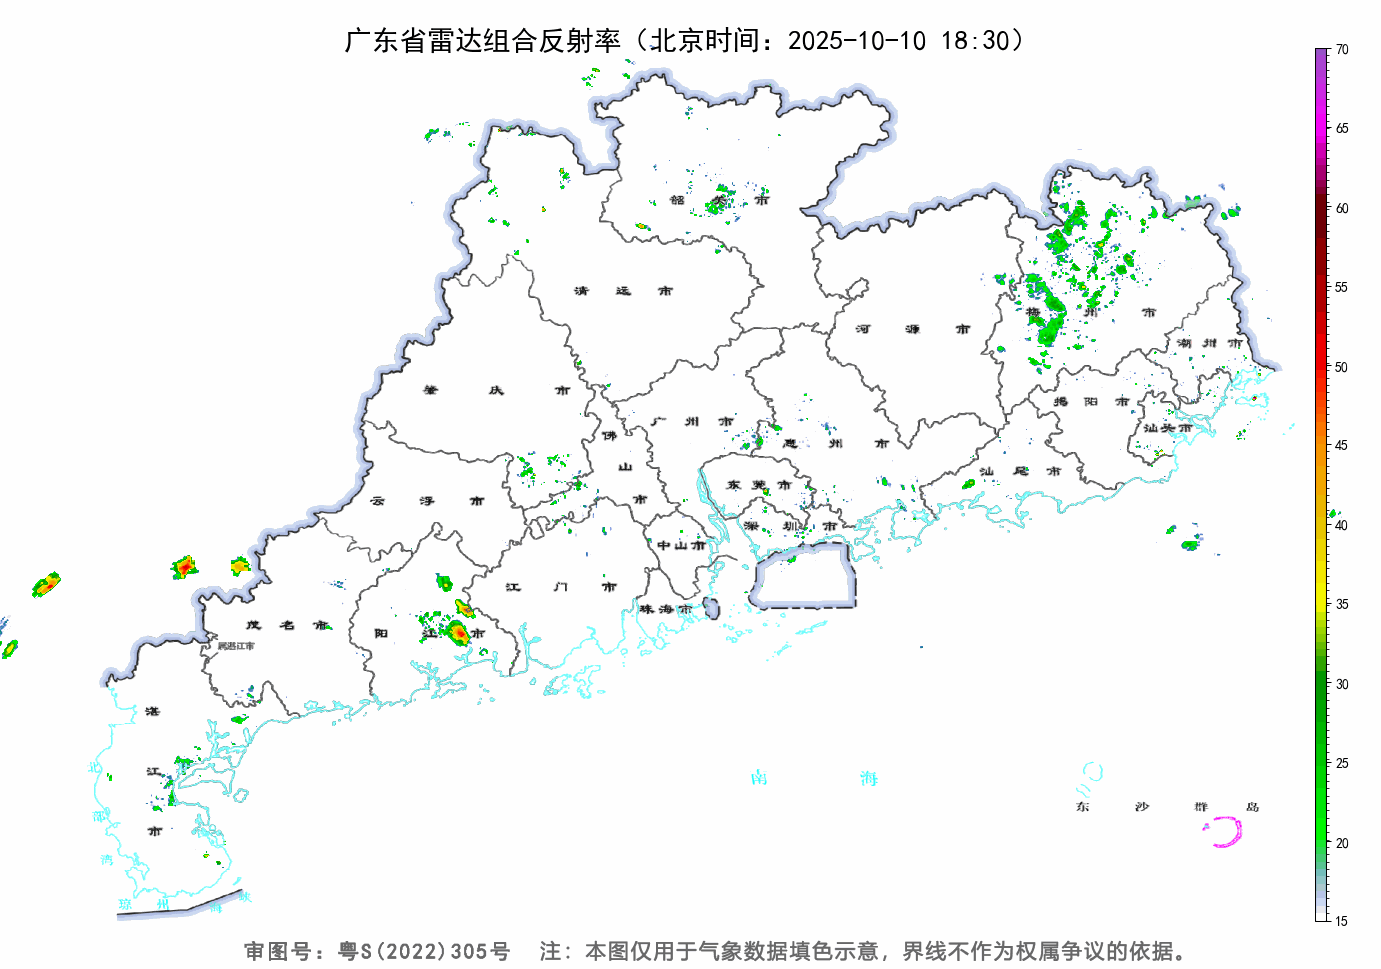 广东省雷达组合反射率（北京时间：2025-10-10 18:30）
70
65
60
55
50
45
40
35
30
25
20
15
韶关市
清远市
河源市
梅州市
潮州市
肇庆市
揭阳市
汕头市
广州市
惠州市
佛山市
汕尾市
东莞市
云浮市
深圳市
中山市
江门市
珠海市
茂名市
阳江市
属湛江市
湛江市
南海
北部湾
东沙群岛
琼州海峡
审图号：粤S(2022)305号 注：本图仅用于气象数据填色示意，界线不作为权属争议的依据。